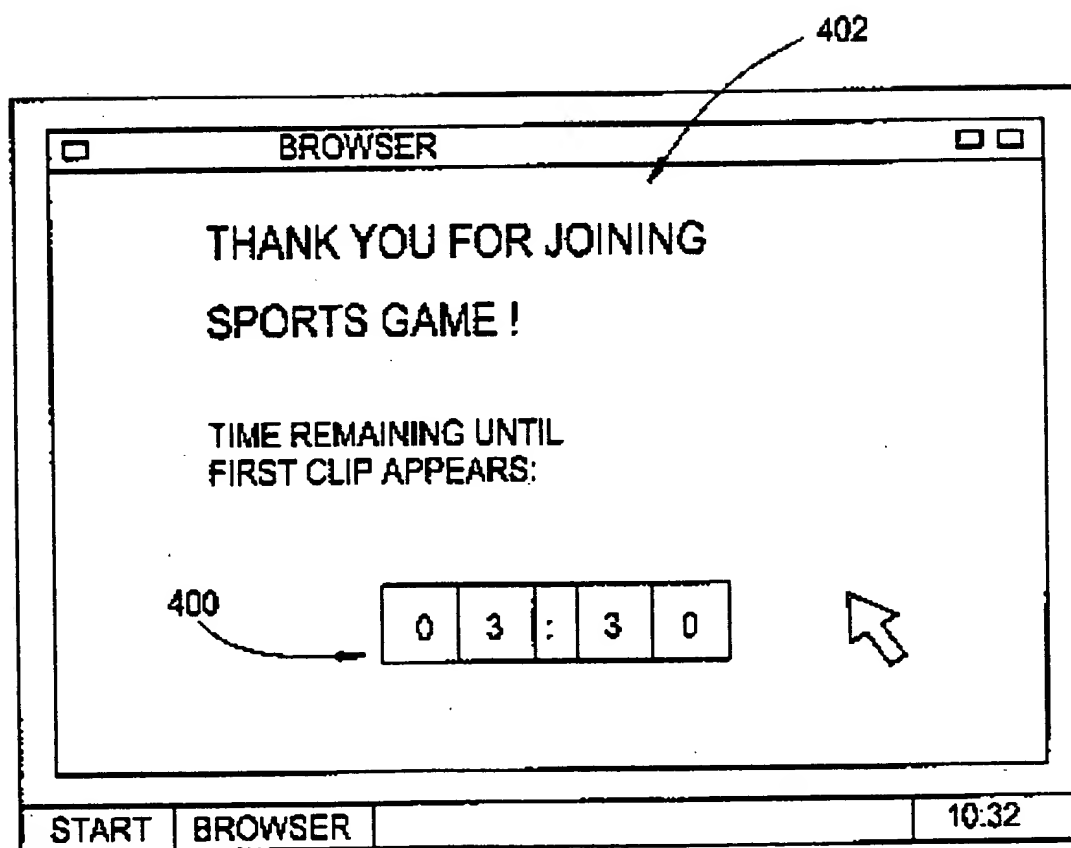 402
BROWSER
THANK YOU FOR JOINING
SPORTS GAME !
TIME REMAINING UNTIL
FIRST CLIP APPEARS:
400
0 3 : 3 0
START BROWSER 10:32